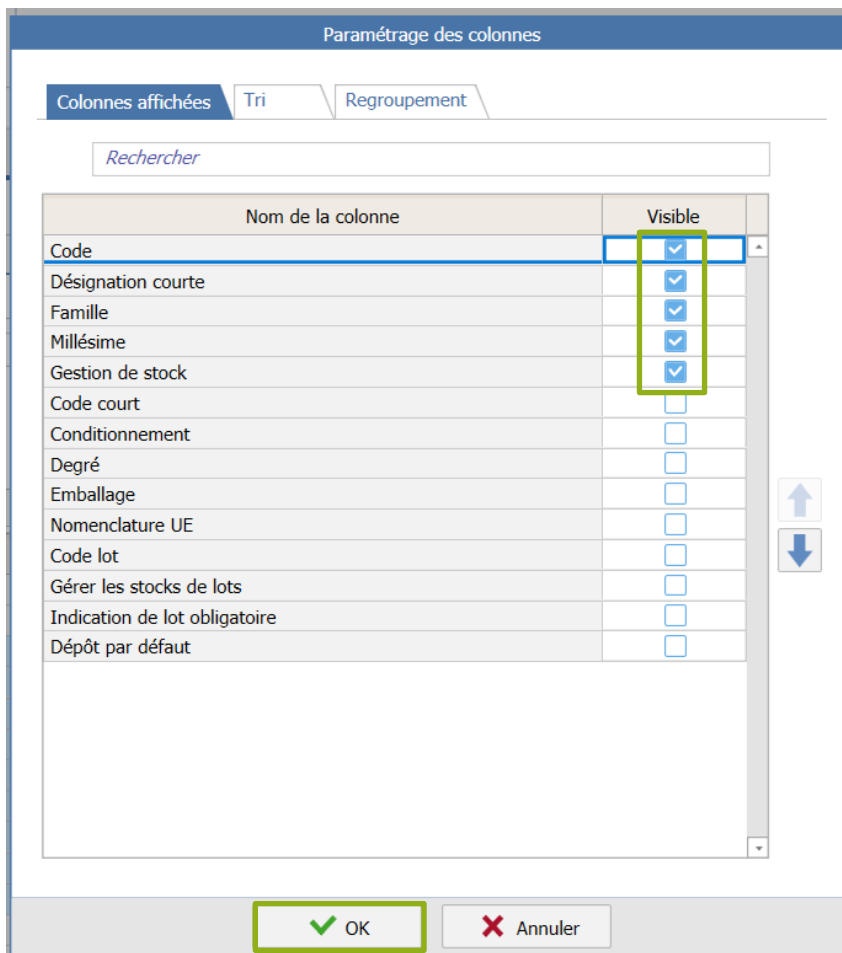 Paramétrage des colonnes
Colonnes affichées Tri Regroupement
Rechercher
Nom de la colonne Visible
Code
Désignation courte
Famille
Millésime
Gestion de stock
Code court
Conditionnement
Degré
Emballage
Nomenclature UE
Code lot
Gérer les stocks de lots
Indication de lot obligatoire
Dépôt par défaut
OK Annuler